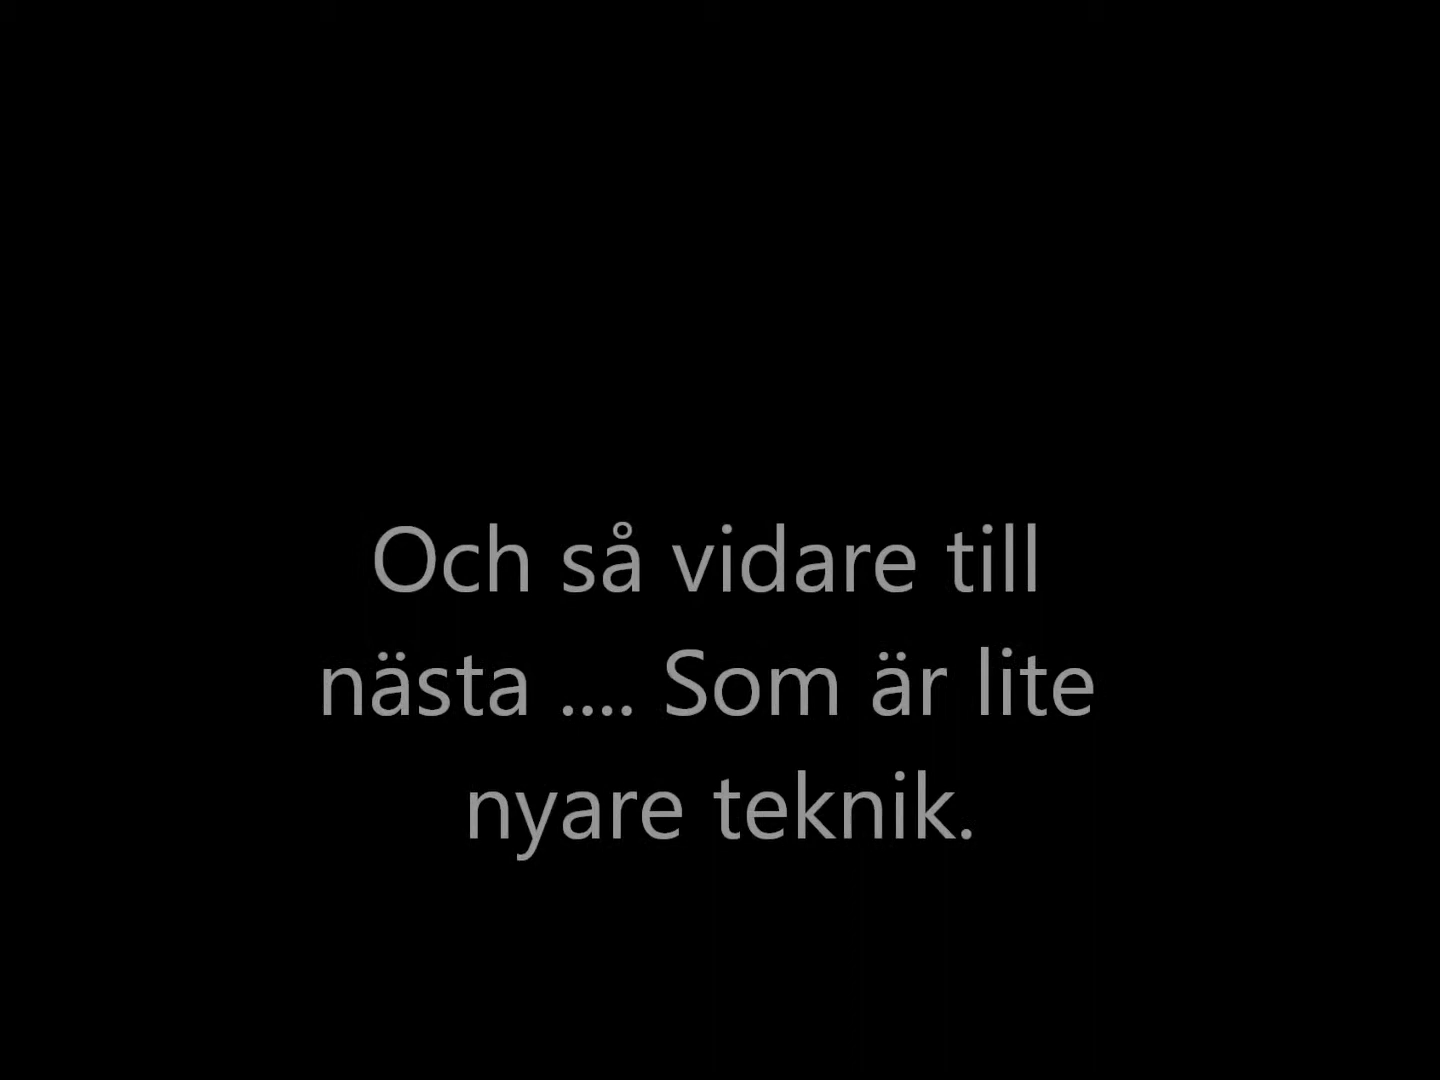 Och så vidare till
nästa .... Som är lite
nyare teknik.